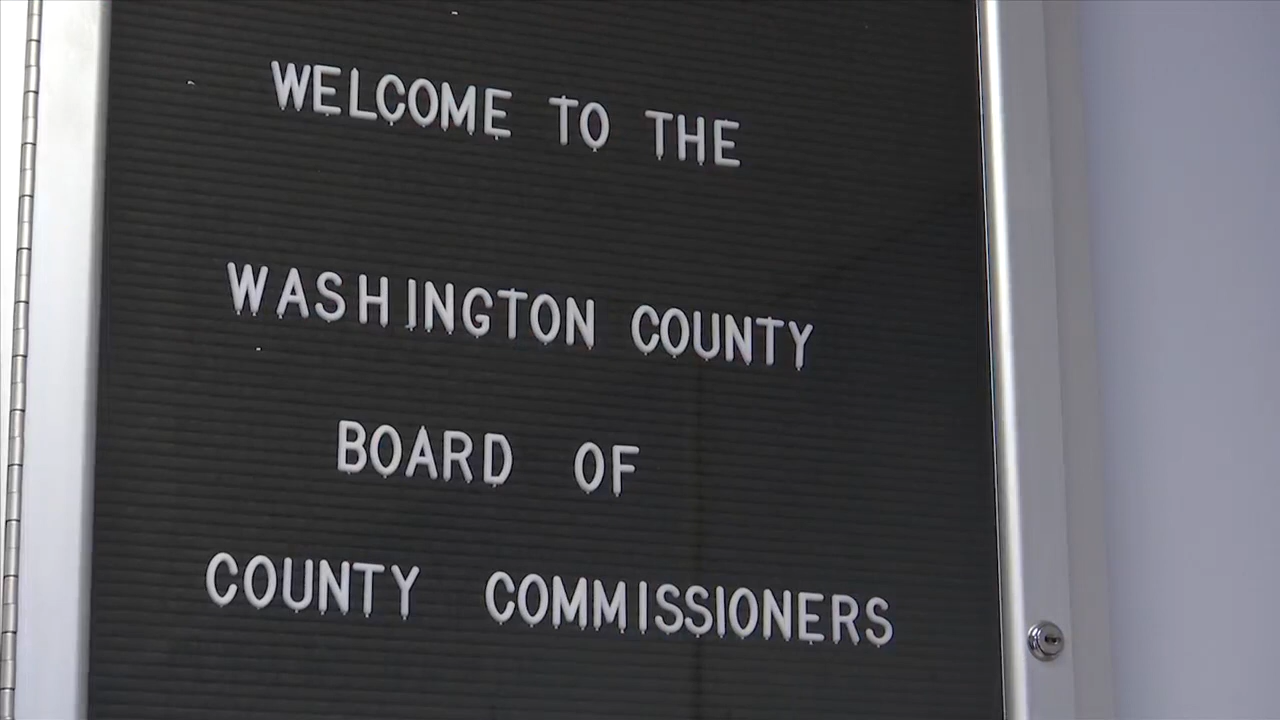 WELCOME TO THE
WASHINGTON COUNTY
BOARD OF
COUNTY COMMISSIONERS